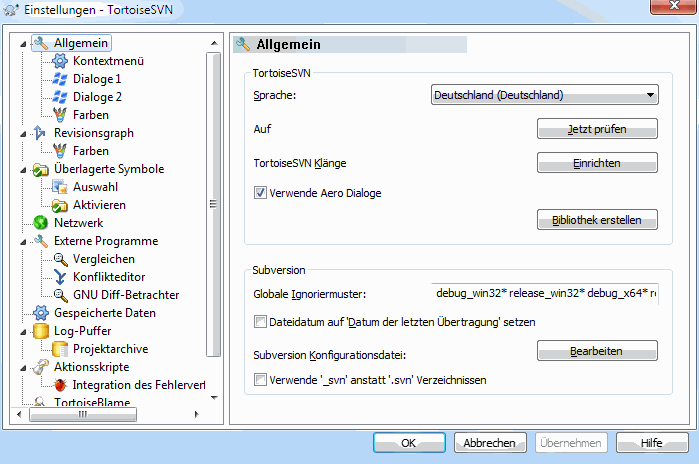 Einstellungen - TortoiseSVN
Allgemein
Kontextmenü
Dialoge 1
Dialoge 2
Farben
Revisionsgraph
Farben
Überlagerte Symbole
Auswahl
Aktivieren
Netzwerk
Externe Programme
Vergleichen
Konflikteditor
GNU Diff-Betrachter
Gespeicherte Daten
Log-Puffer
Projektarchive
Aktionsskripte
Integration des Fehlervert
TortoiseBlame
Allgemein
TortoiseSVN
Sprache:
Deutschland (Deutschland)
Auf
Jetzt prüfen
TortoiseSVN Klänge
Einrichten
Verwende Aero Dialoge
Bibliothek erstellen
Subversion
Globale Ignoriermuster:
debug_win32* release_win32* debug_x64* re
Dateidatum auf 'Datum der letzten Übertragung' setzen
Subversion Konfigurationsdatei:
Bearbeiten
Verwende '_svn' anstatt '.svn' Verzeichnissen
OK
Abbrechen
Übernehmen
Hilfe